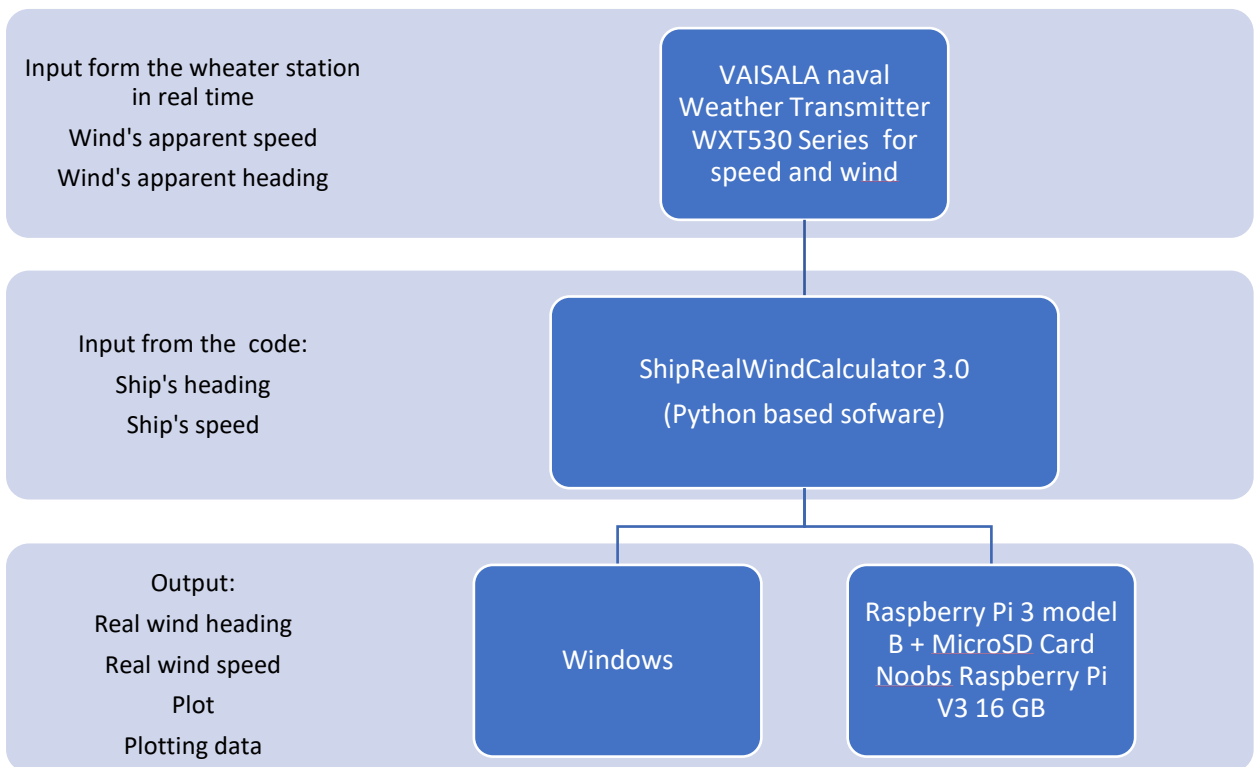 Input form the wheater station
in real time
Wind's apparent speed
Wind's apparent heading
VAISALA naval
Weather Transmitter
WXT530 Series  for
speed and wind
Input from the  code:
Ship's heading
Ship's speed
ShipRealWindCalculator 3.0
(Python based sofware)
Output:
Real wind heading
Real wind speed
Plot
Plotting data
Windows
Raspberry Pi 3 model
B + MicroSD Card
Noobs Raspberry Pi
V3 16 GB